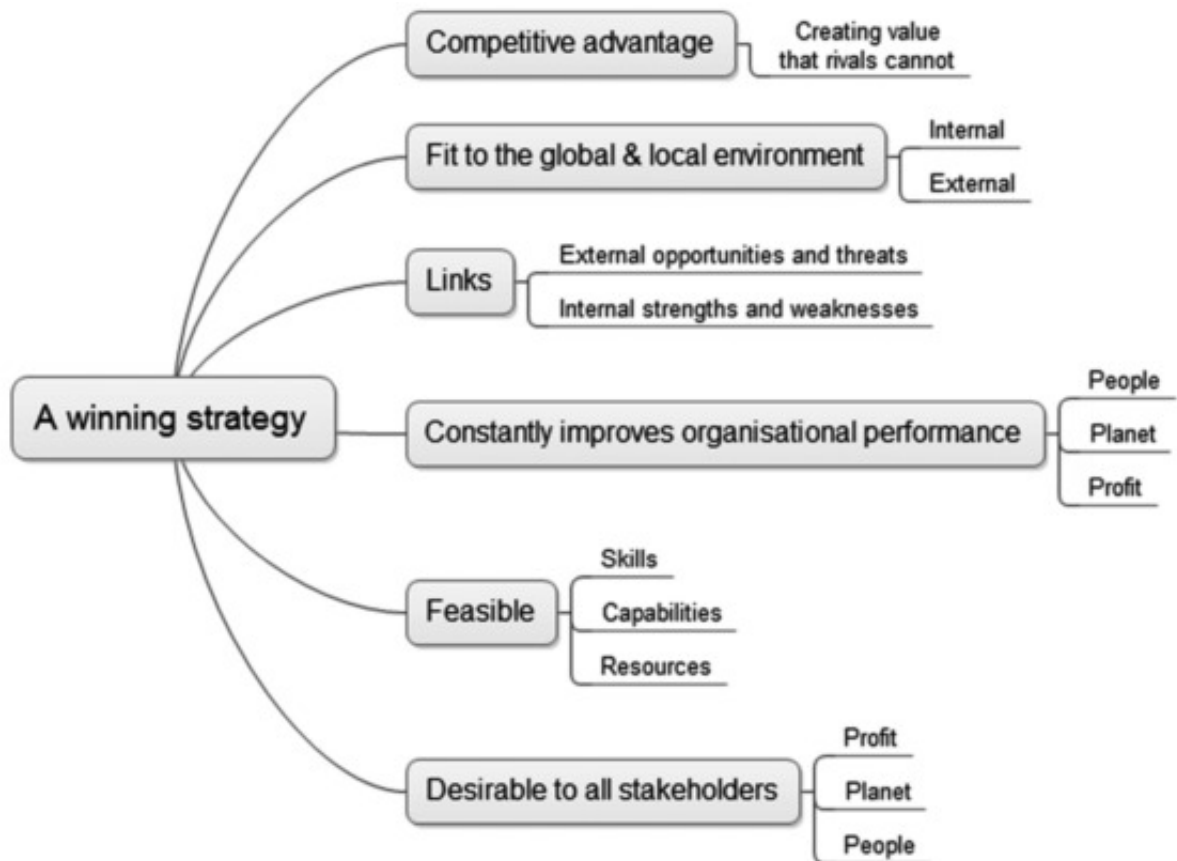 Competitive advantage
Creating value
that rivals cannot
Fit to the global & local environment
Internal
External
Links
External opportunities and threats
Internal strengths and weaknesses
A winning strategy
Constantly improves organisational performance
People
Planet
Profit
Feasible
Skills
Capabilities
Resources
Desirable to all stakeholders
Profit
Planet
People